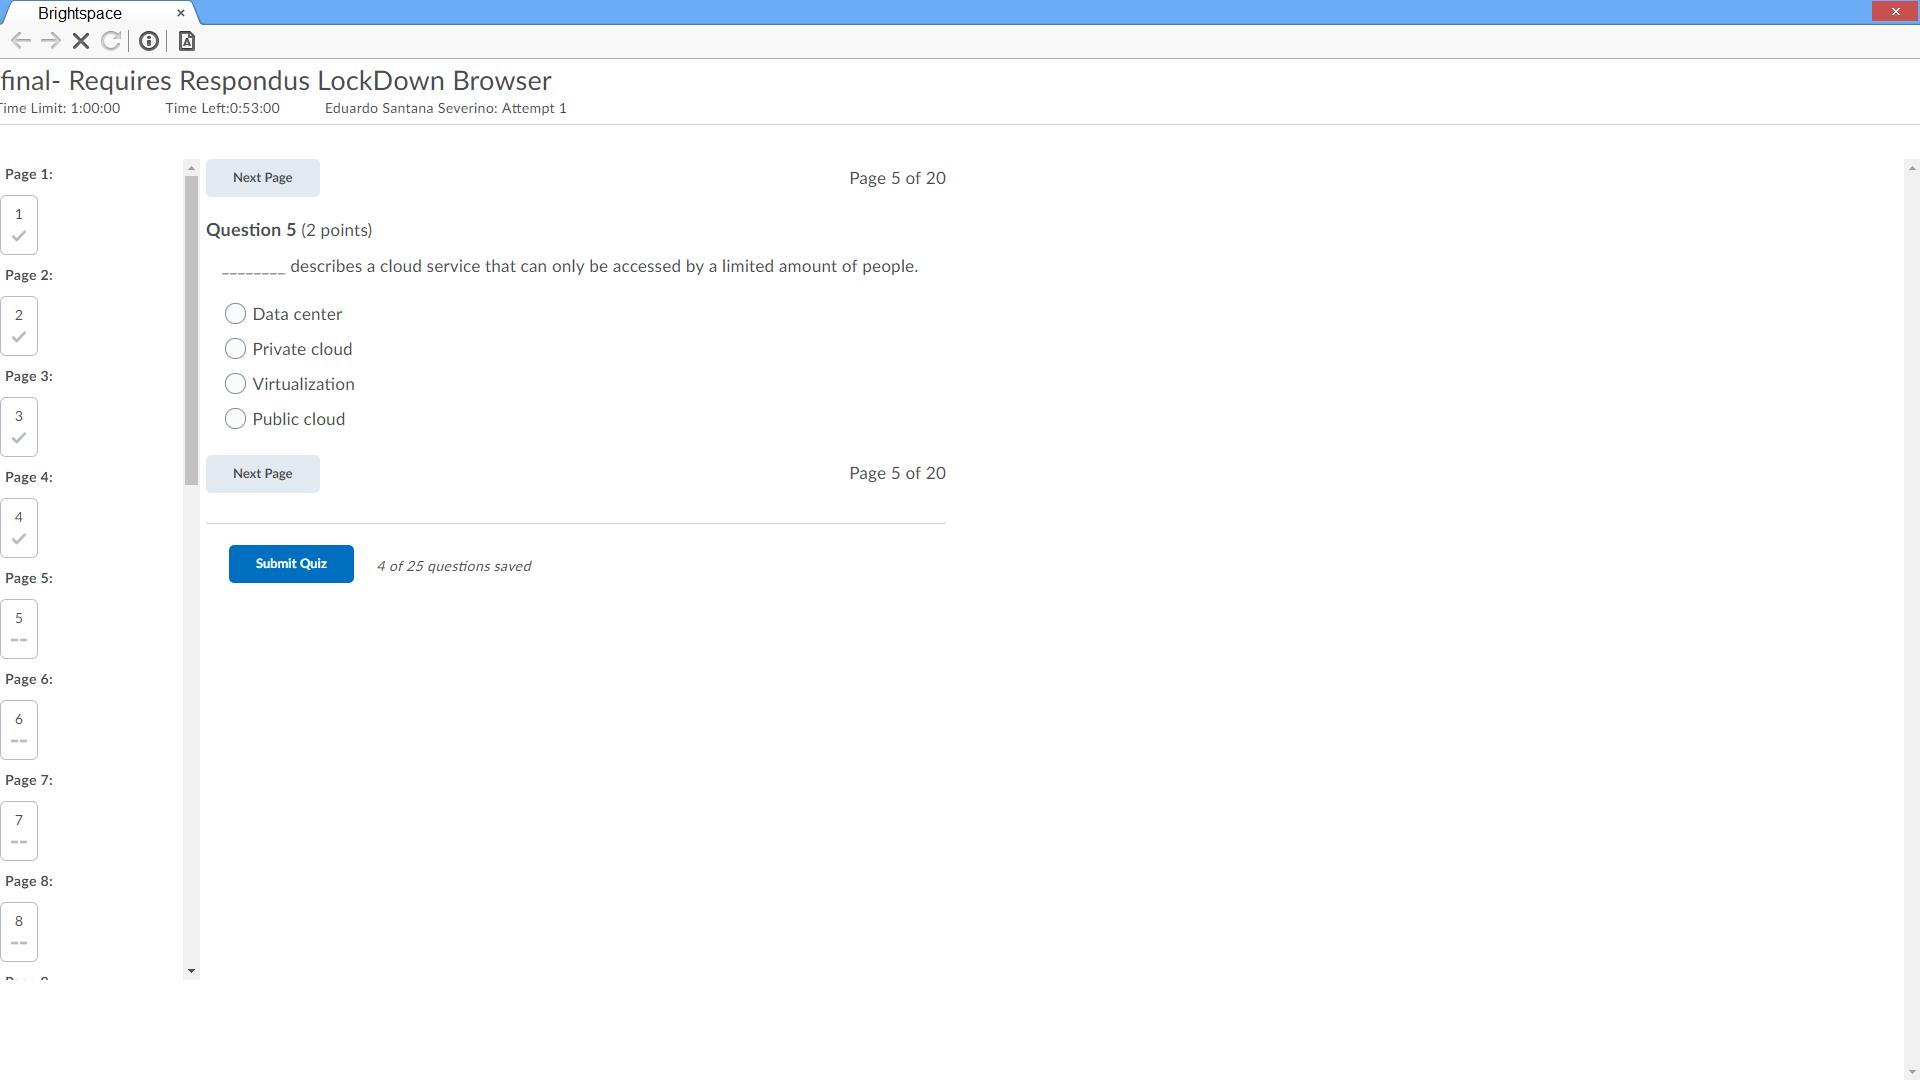 Brightspace
final- Requires Respondus LockDown Browser
Time Limit: 1:00:00 Time Left:0:53:00 Eduardo Santana Severino: Attempt 1
Page 1:
1
Page 2:
2
Page 3:
3
Page 4:
4
Page 5:
5
--
Page 6:
6
--
Page 7:
7
--
Page 8:
8
--
Next Page Page 5 of 20
Question 5 (2 points)
________ describes a cloud service that can only be accessed by a limited amount of people.
Data center
Private cloud
Virtualization
Public cloud
Next Page Page 5 of 20
Submit Quiz 4 of 25 questions saved